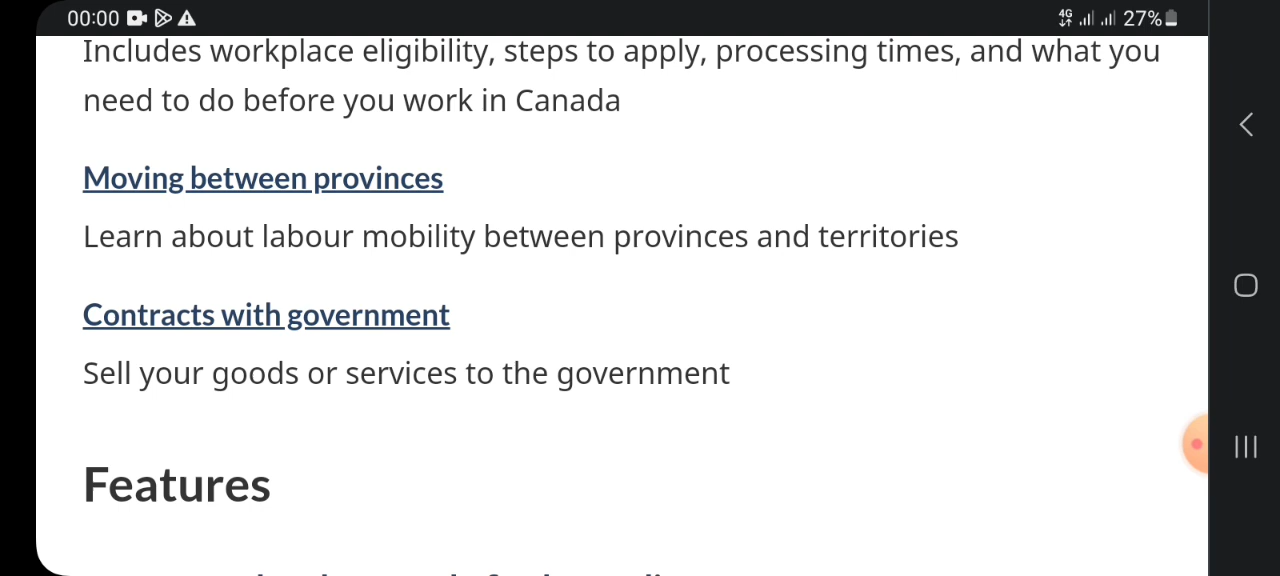 00:00 4G 27%
Includes workplace eligibility, steps to apply, processing times, and what you
need to do before you work in Canada
Moving between provinces
Learn about labour mobility between provinces and territories
Contracts with government
Sell your goods or services to the government
Features